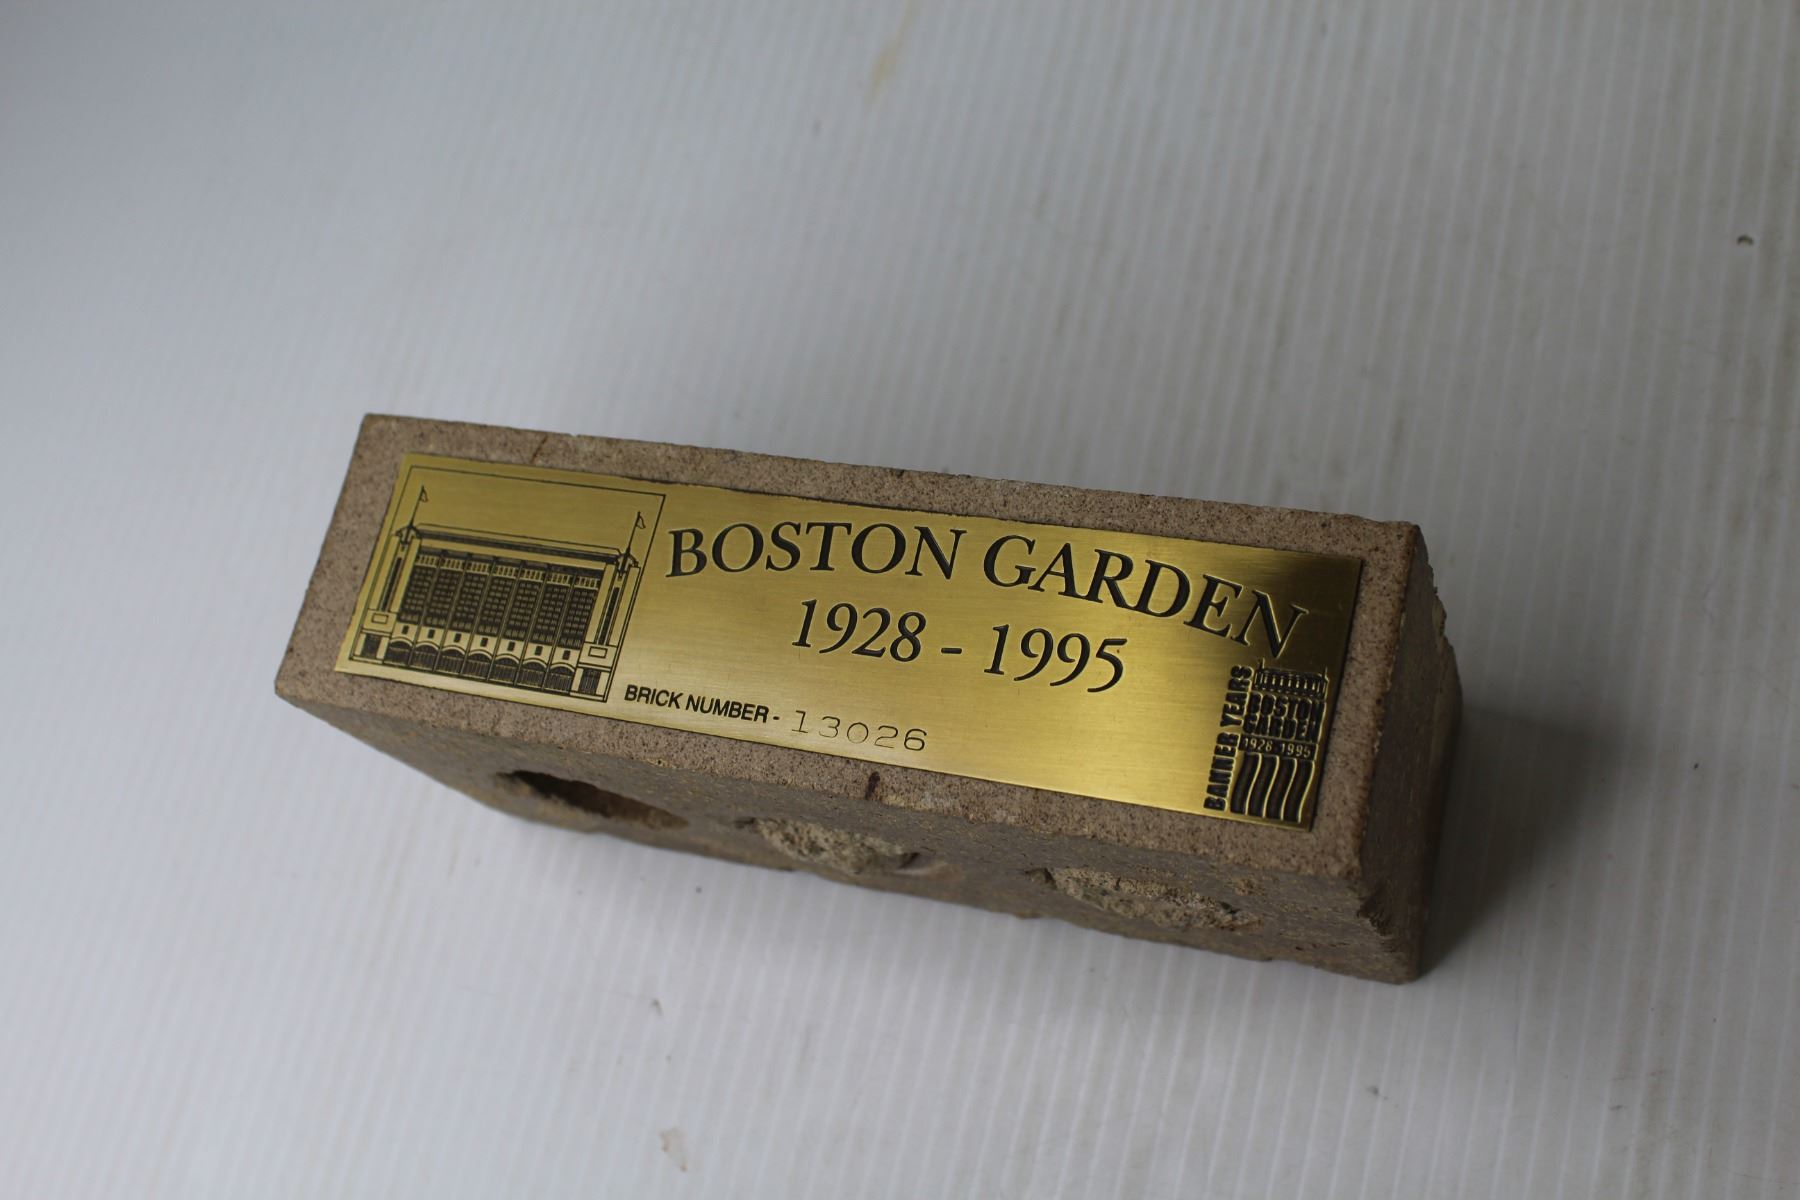 BOSTON GARDEN
1928 - 1995
BRICK NUMBER- 13026
BANNER YEARS
BOSTON
GARDEN
1928-1995